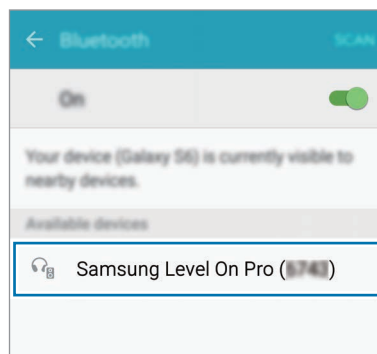 Bluetooth SCAN
On
Your device (Galaxy S6) is currently visible to
nearby devices.
Available devices
Samsung Level On Pro ( )